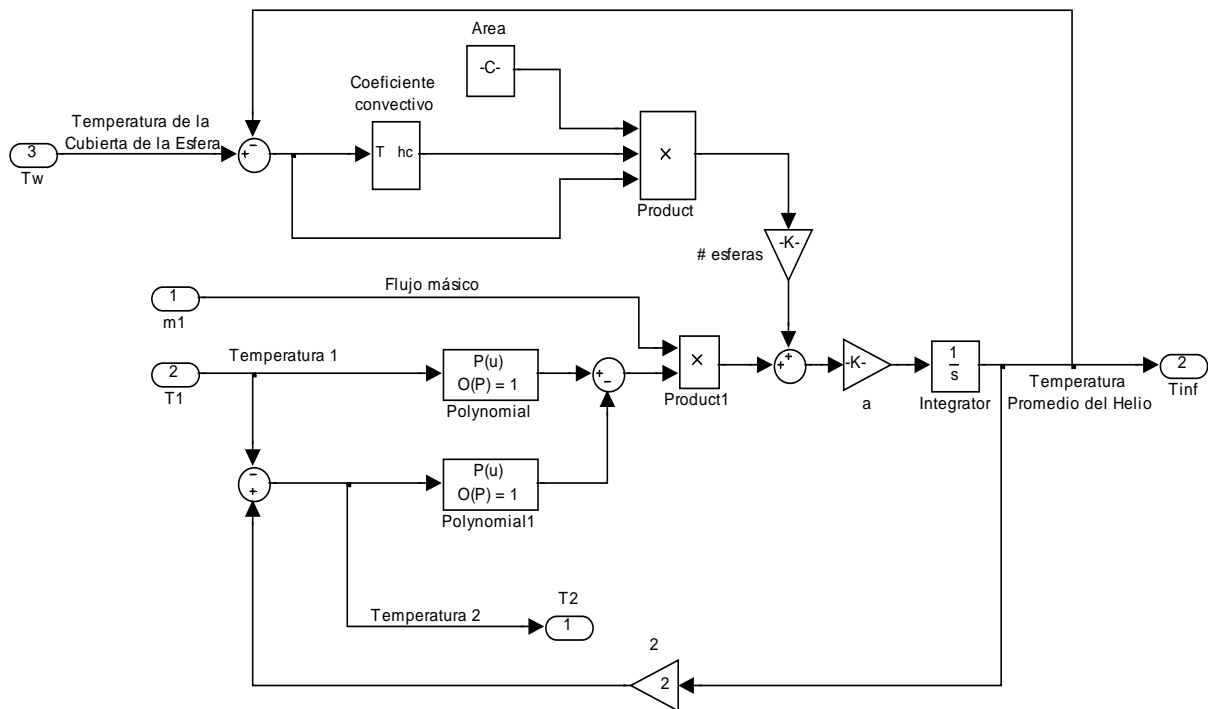 Area
-C-
Coeficiente
convectivo
Temperatura de la
Cubierta de la Esfera
3
Tw
+
−
T hc
×
Product
-K-
# esferas
Flujo másico
1
m1
Temperatura 1
2
T1
P(u)
O(P) = 1
Polynomial
+
−
×
Product1
+
+
-K-
a
1
s
Integrator
Temperatura
Promedio del Helio
2
Tinf
−
+
P(u)
O(P) = 1
Polynomial1
Temperatura 2
T2
1
2
2